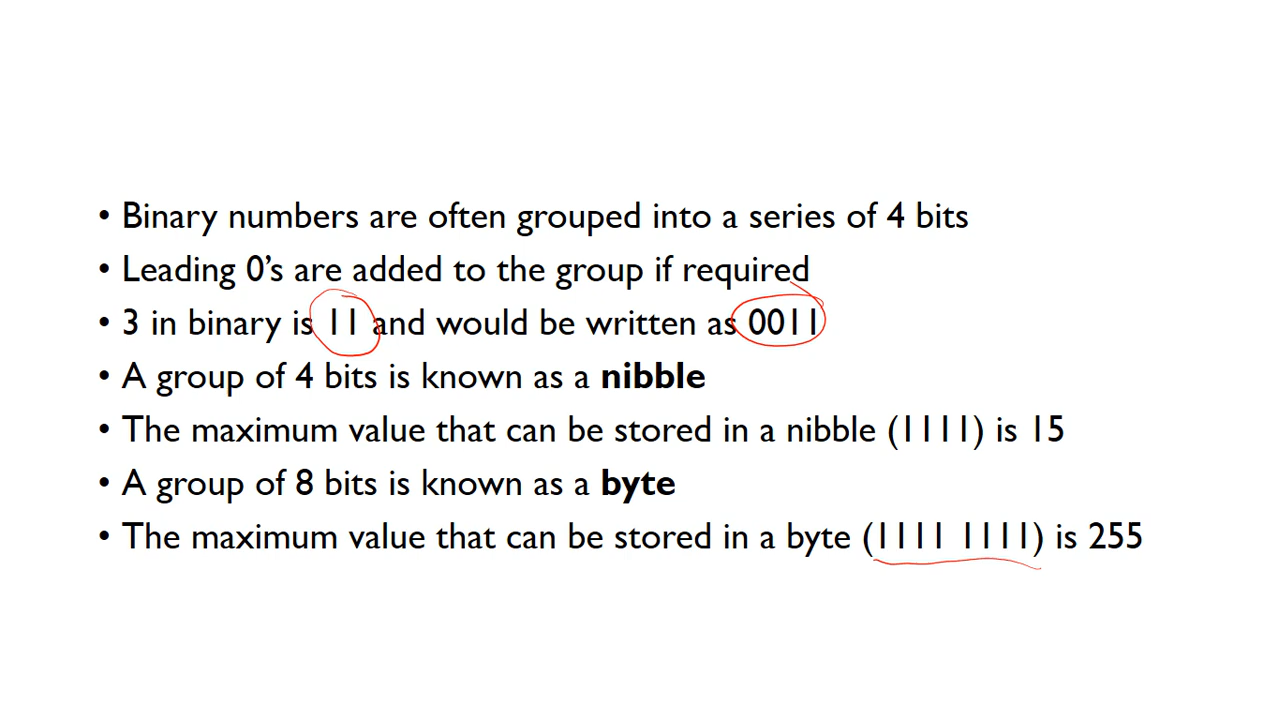 • Binary numbers are often grouped into a series of 4 bits
• Leading 0’s are added to the group if required
• 3 in binary is 11 and would be written as 0011
• A group of 4 bits is known as a nibble
• The maximum value that can be stored in a nibble (1111) is 15
• A group of 8 bits is known as a byte
• The maximum value that can be stored in a byte (1111 1111) is 255